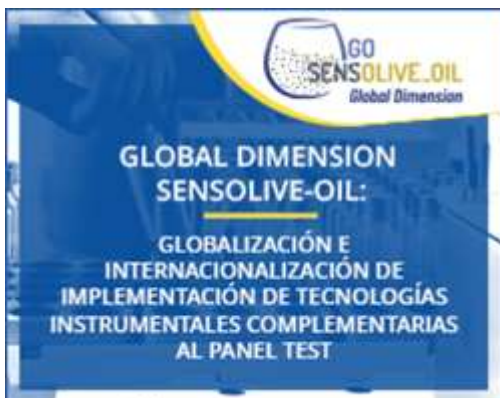 GO
SENSOLIVE_OIL
Global Dimension
GLOBAL DIMENSION
SENSOLIVE-OIL:
GLOBALIZACIÓN E
INTERNACIONALIZACIÓN DE
IMPLEMENTACIÓN DE TECNOLOGÍAS
INSTRUMENTALES COMPLEMENTARIAS
AL PANEL TEST